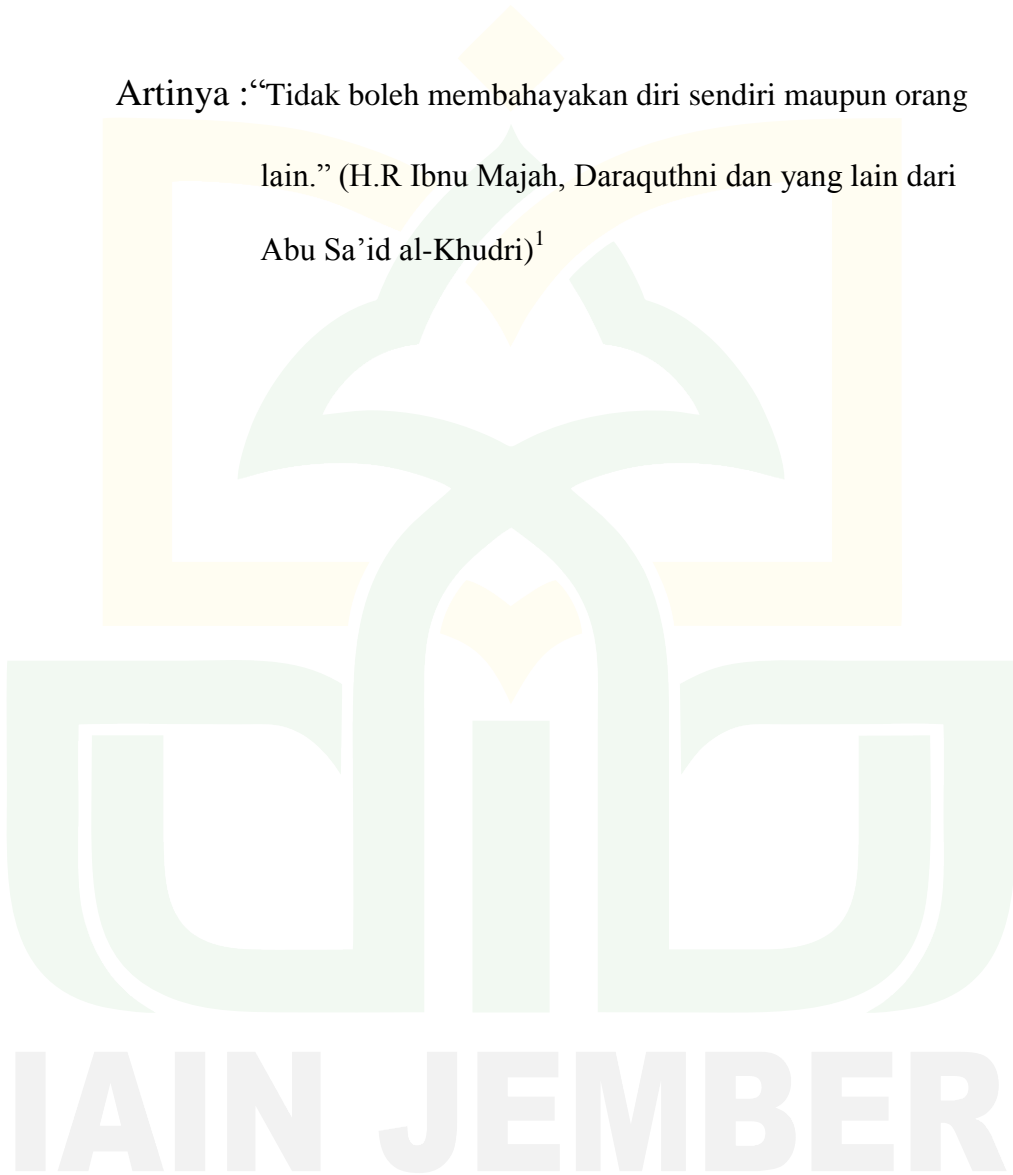 Artinya :“Tidak boleh membahayakan diri sendiri maupun orang
lain.” (H.R Ibnu Majah, Daraquthni dan yang lain dari
Abu Sa’id al-Khudri)1
IAIN JEMBER